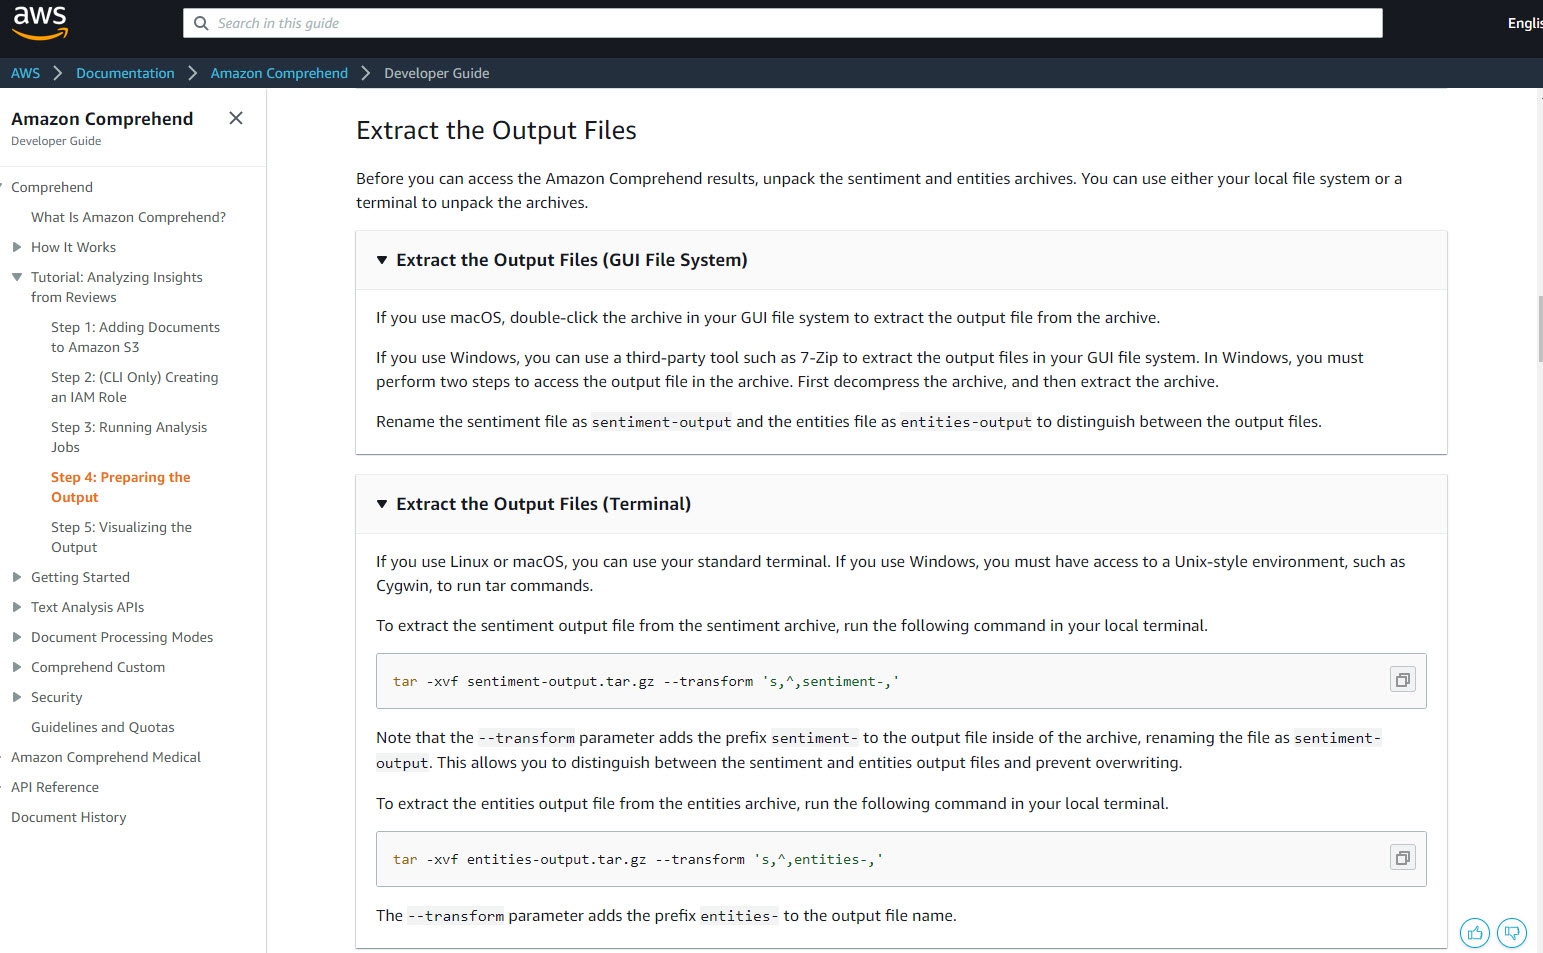 aws
Search in this guide
Englis
AWS
Documentation
Amazon Comprehend
Developer Guide
Amazon Comprehend
Developer Guide
Comprehend
What Is Amazon Comprehend?
How It Works
Tutorial: Analyzing Insights
from Reviews
Step 1: Adding Documents
to Amazon S3
Step 2: (CLI Only) Creating
an IAM Role
Step 3: Running Analysis
Jobs
Step 4: Preparing the
Output
Step 5: Visualizing the
Output
Getting Started
Text Analysis APIs
Document Processing Modes
Comprehend Custom
Security
Guidelines and Quotas
Amazon Comprehend Medical
API Reference
Document History
Extract the Output Files
Before you can access the Amazon Comprehend results, unpack the sentiment and entities archives. You can use either your local file system or a
terminal to unpack the archives.
Extract the Output Files (GUI File System)
If you use macOS, double-click the archive in your GUI file system to extract the output file from the archive.
If you use Windows, you can use a third-party tool such as 7-Zip to extract the output files in your GUI file system. In Windows, you must
perform two steps to access the output file in the archive. First decompress the archive, and then extract the archive.
Rename the sentiment file as sentiment-output and the entities file as entities-output to distinguish between the output files.
Extract the Output Files (Terminal)
If you use Linux or macOS, you can use your standard terminal. If you use Windows, you must have access to a Unix-style environment, such as
Cygwin, to run tar commands.
To extract the sentiment output file from the sentiment archive, run the following command in your local terminal.
tar -xvf sentiment-output.tar.gz --transform 's,^,sentiment-,'
Note that the --transform parameter adds the prefix sentiment- to the output file inside of the archive, renaming the file as sentiment-
output. This allows you to distinguish between the sentiment and entities output files and prevent overwriting.
To extract the entities output file from the entities archive, run the following command in your local terminal.
tar -xvf entities-output.tar.gz --transform 's,^,entities-,'
The --transform parameter adds the prefix entities- to the output file name.